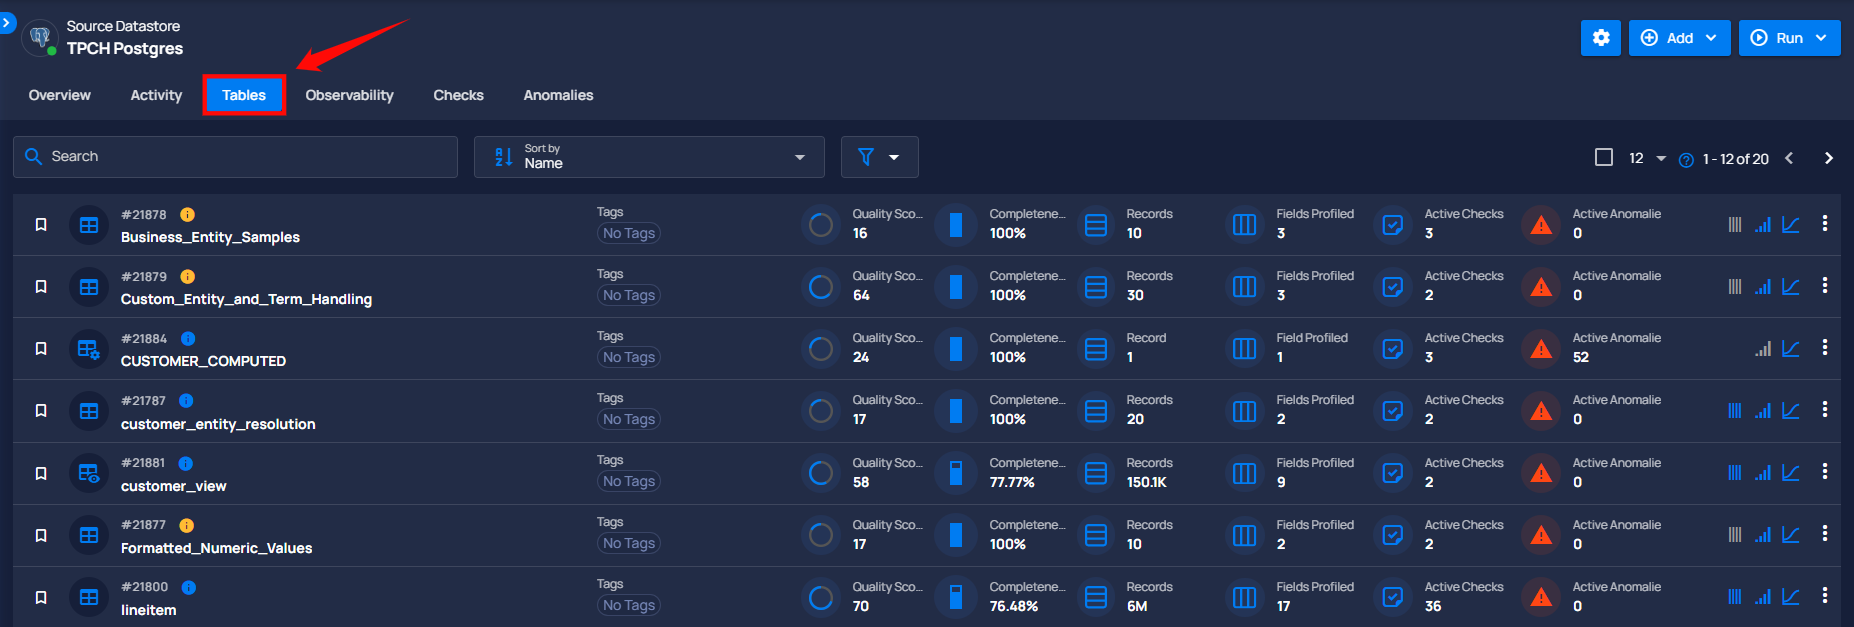 Source Datastore
TPCH Postgres
Add
Run
Overview Activity Tables Observability Checks Anomalies
Search
Sort by
Name
12
1 - 12 of 20
#21878
Business_Entity_Samples
Tags
No Tags
Quality Sco...
16
Completene...
100%
Records
10
Fields Profiled
3
Active Checks
3
Active Anomalie
0
#21879
Custom_Entity_and_Term_Handling
Tags
No Tags
Quality Sco...
64
Completene...
100%
Records
30
Fields Profiled
3
Active Checks
2
Active Anomalie
0
#21884
CUSTOMER_COMPUTED
Tags
No Tags
Quality Sco...
24
Completene...
100%
Record
1
Field Profiled
1
Active Checks
3
Active Anomalie
52
#21787
customer_entity_resolution
Tags
No Tags
Quality Sco...
17
Completene...
100%
Records
20
Fields Profiled
2
Active Checks
2
Active Anomalie
0
#21881
customer_view
Tags
No Tags
Quality Sco...
58
Completene...
77.77%
Records
150.1K
Fields Profiled
9
Active Checks
2
Active Anomalie
0
#21877
Formatted_Numeric_Values
Tags
No Tags
Quality Sco...
17
Completene...
100%
Records
10
Fields Profiled
2
Active Checks
2
Active Anomalie
0
#21800
lineitem
Tags
No Tags
Quality Sco...
70
Completene...
76.48%
Records
6M
Fields Profiled
17
Active Checks
36
Active Anomalie
0